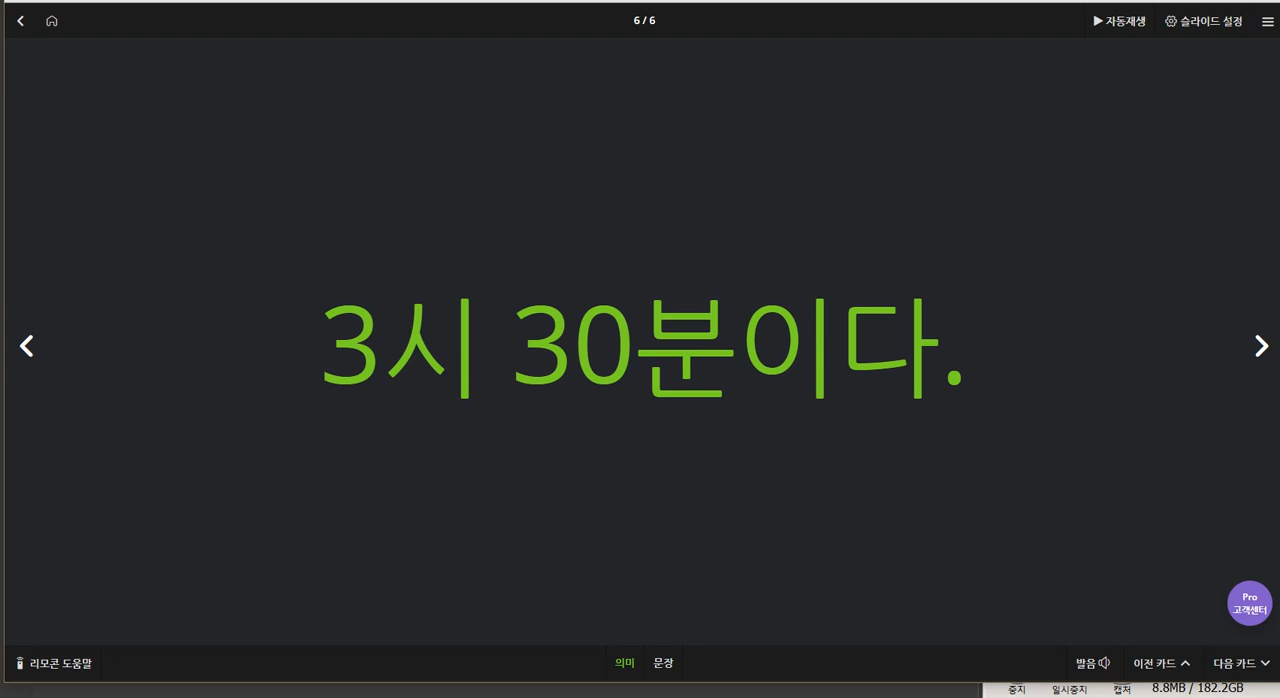 6 / 6
자동재생
슬라이드 설정
3시 30분이다.
Pro
고객센터
리모콘 도움말
의미
문장
발음
이전 카드
다음 카드
중지
일시중지
캡처
8.8MB / 182.2GB